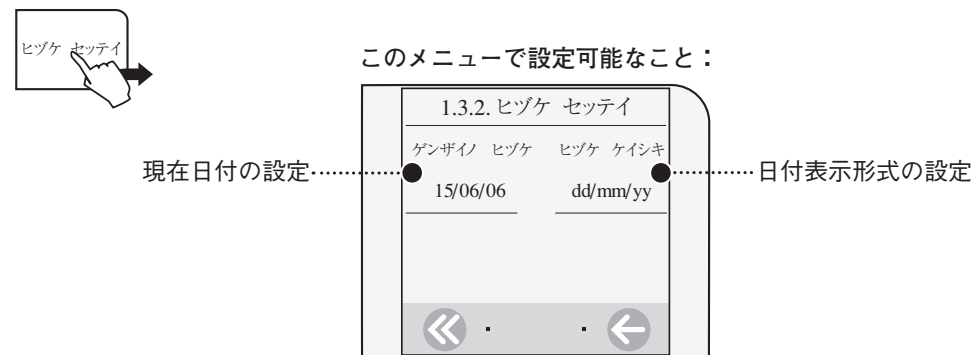 ヒヅケ セッテイ
このメニューで設定可能なこと：
1.3.2. ヒヅケ セッテイ
ゲンザイノ ヒヅケ ヒヅケ ケイシキ
現在日付の設定
日付表示形式の設定
15/06/06 dd/mm/yy